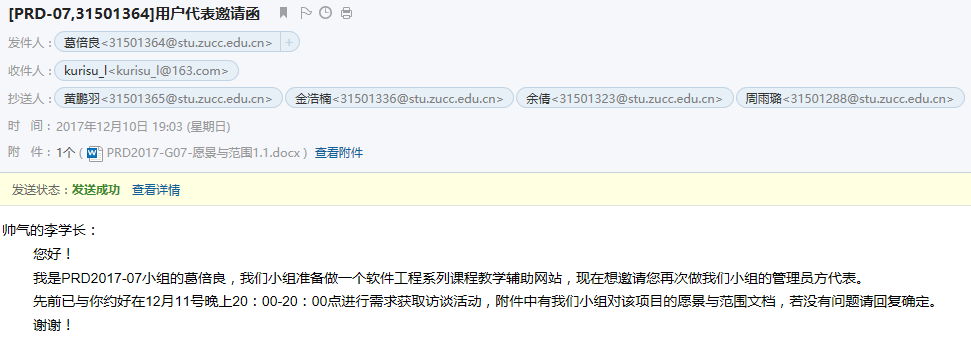 [PRD-07,31501364]用户代表邀请函
发件人：葛倍良<31501364@stu.zucc.edu.cn>
收件人：kurisu_l<kurisu_l@163.com>
抄送人：黄鹏羽<31501365@stu.zucc.edu.cn> 金浩楠<31501336@stu.zucc.edu.cn> 余倩<31501323@stu.zucc.edu.cn> 周雨璐<31501288@stu.zucc.edu.cn>
时 间：2017年12月10日 19:03 (星期日)
附 件：1个 ( PRD2017-G07-愿景与范围1.1.docx ) 查看附件
发送状态：发送成功 查看详情
帅气的李学长：
您好！
我是PRD2017-07小组的葛倍良，我们小组准备做一个软件工程系列课程教学辅助网站，现在想邀请您再次做我们小组的管理员方代表。
先前已与你约好在12月11号晚上20：00-20：00点进行需求获取访谈活动，附件中有我们小组对该项目的愿景与范围文档，若没有问题请回复确定。
谢谢！